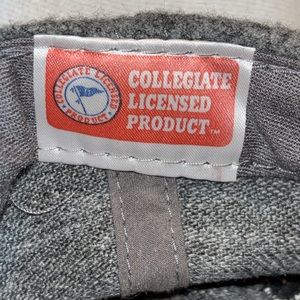 COLLEGIATE LICENSED
PRODUCT
COLLEGIATE
LICENSED
PRODUCT™